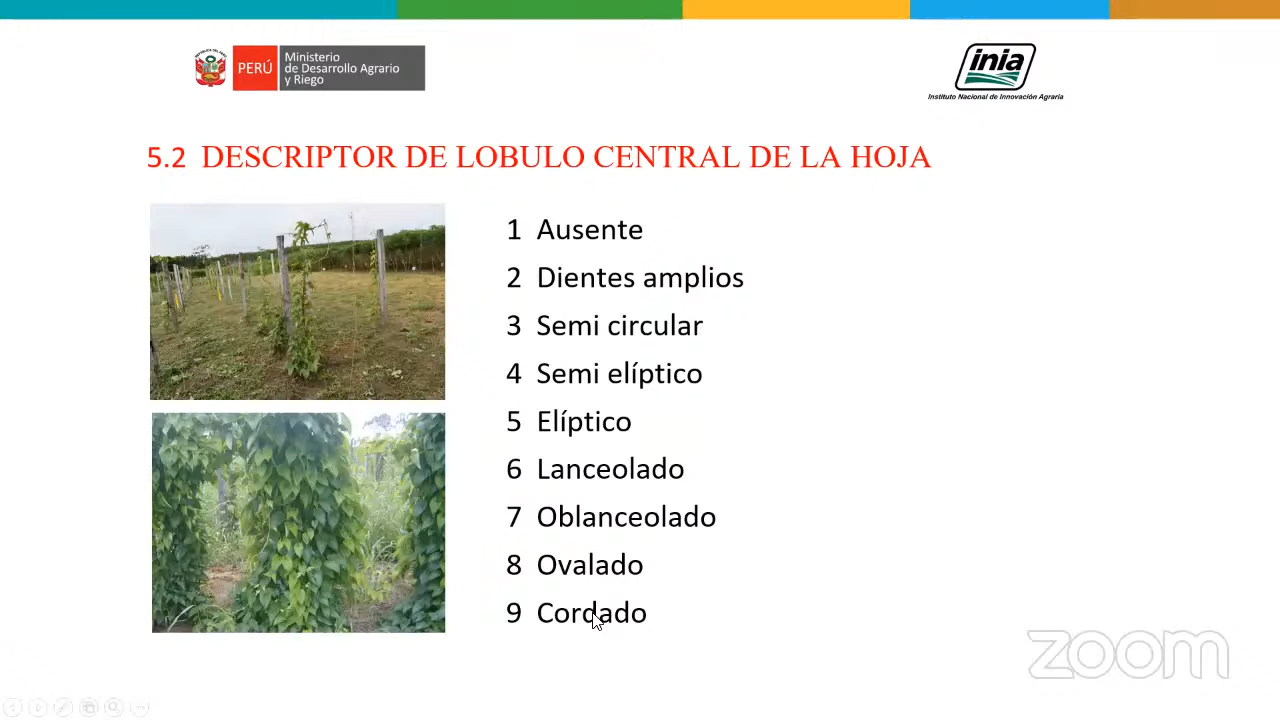 PERÚ
Ministerio
de Desarrollo Agrario
y Riego
inia
Instituto Nacional de Innovación Agraria
5.2 DESCRIPTOR DE LOBULO CENTRAL DE LA HOJA
1 Ausente
2 Dientes amplios
3 Semi circular
4 Semi elíptico
5 Elíptico
6 Lanceolado
7 Oblanceolado
8 Ovalado
9 Cordado
zoom